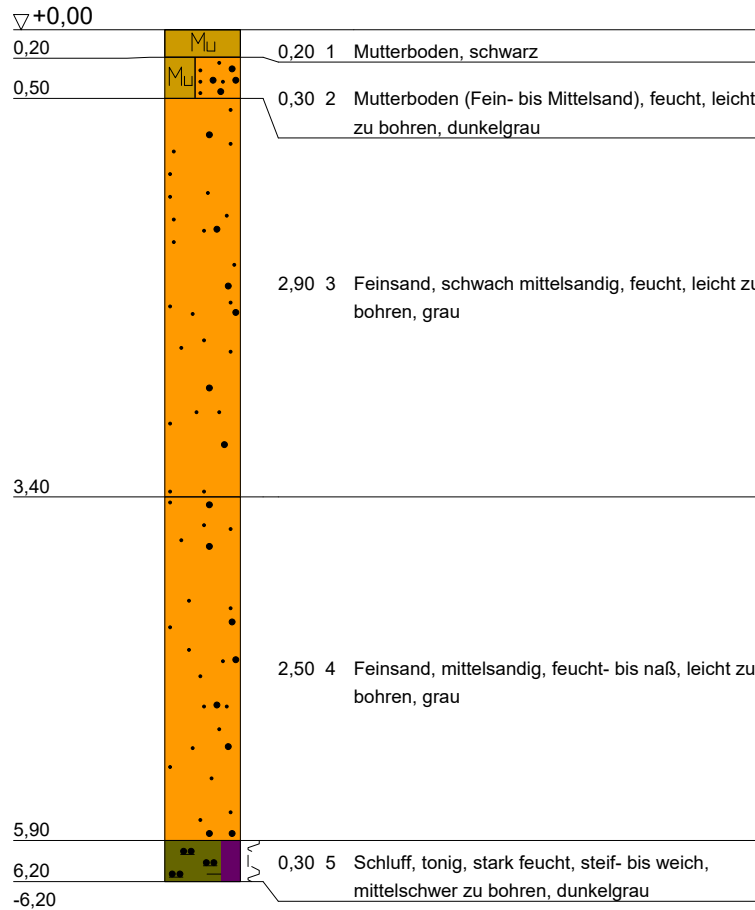 +0,00
Mu
0,20
0,20 1 Mutterboden, schwarz
Mu
0,50
0,30 2 Mutterboden (Fein- bis Mittelsand), feucht, leicht
zu bohren, dunkelgrau
2,90 3 Feinsand, schwach mittelsandig, feucht, leicht zu
bohren, grau
3,40
2,50 4 Feinsand, mittelsandig, feucht- bis naß, leicht zu
bohren, grau
5,90
0,30 5 Schluff, tonig, stark feucht, steif- bis weich,
mittelschwer zu bohren, dunkelgrau
6,20
-6,20